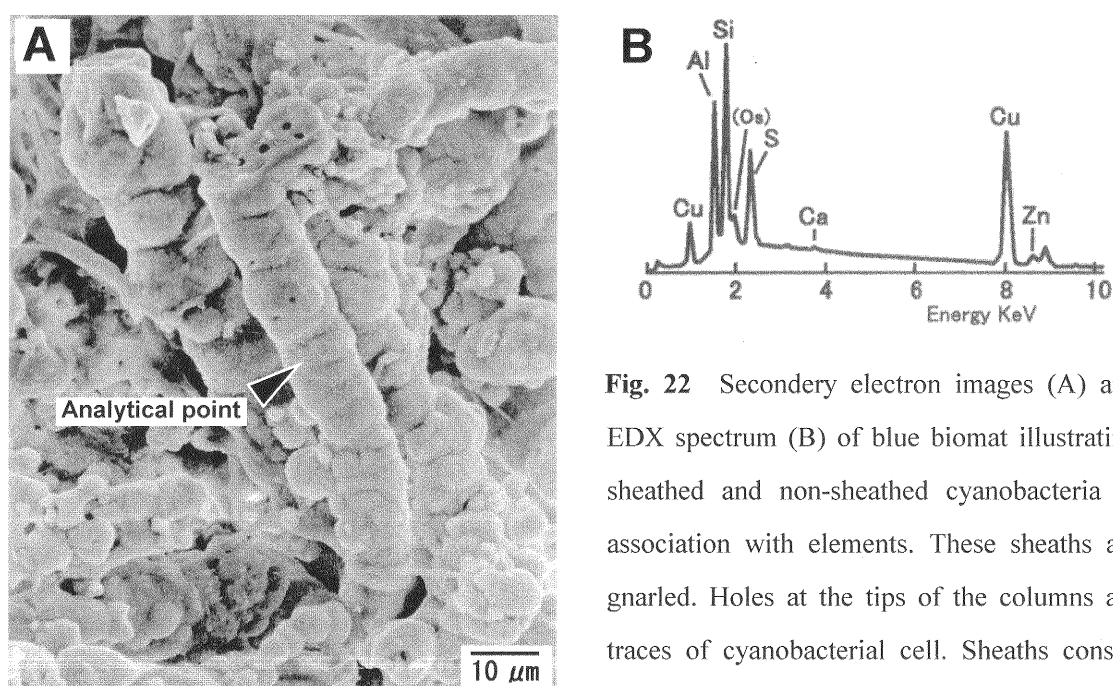 A
Analytical point
10 μm
B
Si
Al
(Os)
S
Cu
Ca
Cu
Zn
0 2 4 6 8 10
Energy KeV
Fig. 22 Secondery electron images (A) a
EDX spectrum (B) of blue biomat illustrati
sheathed and non-sheathed cyanobacteria
association with elements. These sheaths a
gnarled. Holes at the tips of the columns a
traces of cyanobacterial cell. Sheaths cons